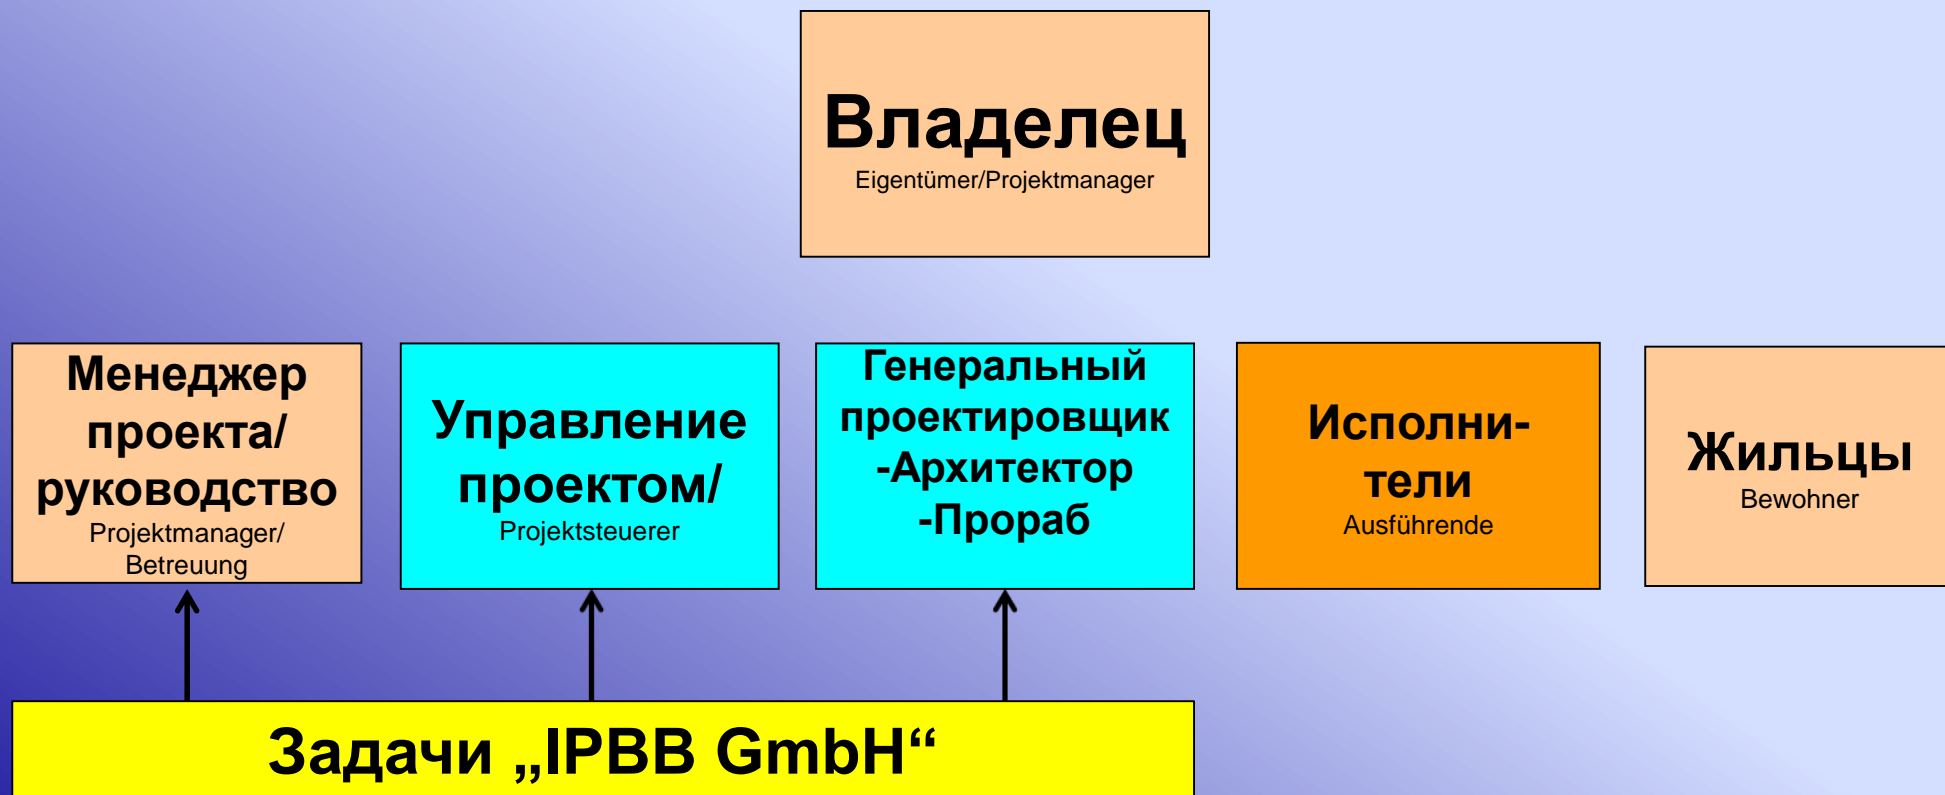 Владелец
Eigentümer/Projektmanager
Менеджер
проекта/
руководство
Projektmanager/
Betreuung
Управление
проектом/
Projektsteuerer
Генеральный
проектировщик
-Архитектор
-Прораб
Исполни-
тели
Ausführende
Жильцы
Bewohner
Задачи „IPBB GmbH“